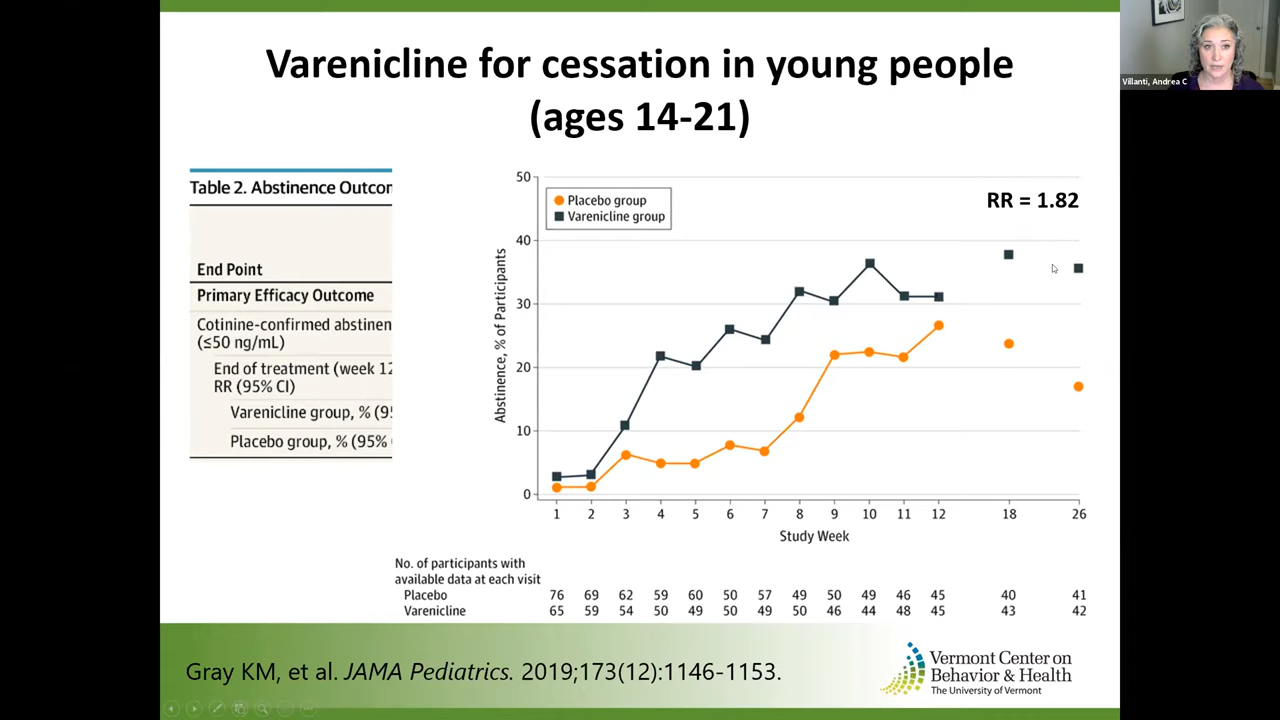 Varenicline for cessation in young people
(ages 14-21)
Villanti, Andrea C
Table 2. Abstinence Outcor
End Point
Primary Efficacy Outcome
Cotinine-confirmed abstinen
(≤50 ng/mL)
End of treatment (week 12
RR (95% CI)
Varenicline group, % (95
Placebo group, % (95%
Placebo group
Varenicline group
RR = 1.82
Abstinence, % of Participants
50
40
30
20
10
0
1 2 3 4 5 6 7 8 9 10 11 12 18 26
Study Week
No. of participants with
available data at each visit
Placebo 76 69 62 59 60 50 57 49 50 49 46 45 40 41
Varenicline 65 59 54 50 49 50 49 50 46 44 48 45 43 42
Gray KM, et al. JAMA Pediatrics. 2019;173(12):1146-1153.
Vermont Center on
Behavior & Health
The University of Vermont